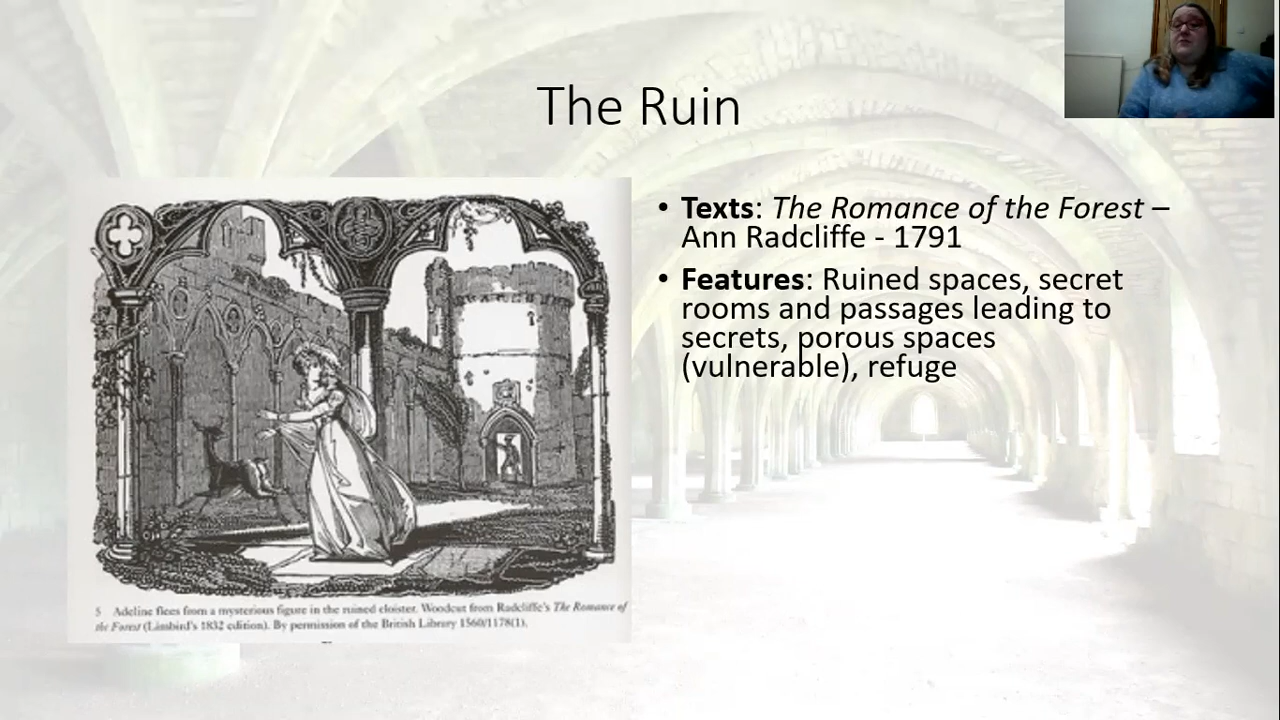 The Ruin
• Texts: The Romance of the Forest –
Ann Radcliffe - 1791
• Features: Ruined spaces, secret
rooms and passages leading to
secrets, porous spaces
(vulnerable), refuge
5 Adeline flees from a mysterious figure in the ruined cloister. Woodcut from Radcliffe's The Romance of
the Forest (Limbird's 1832 edition). By permission of the British Library 1560/1178(1).